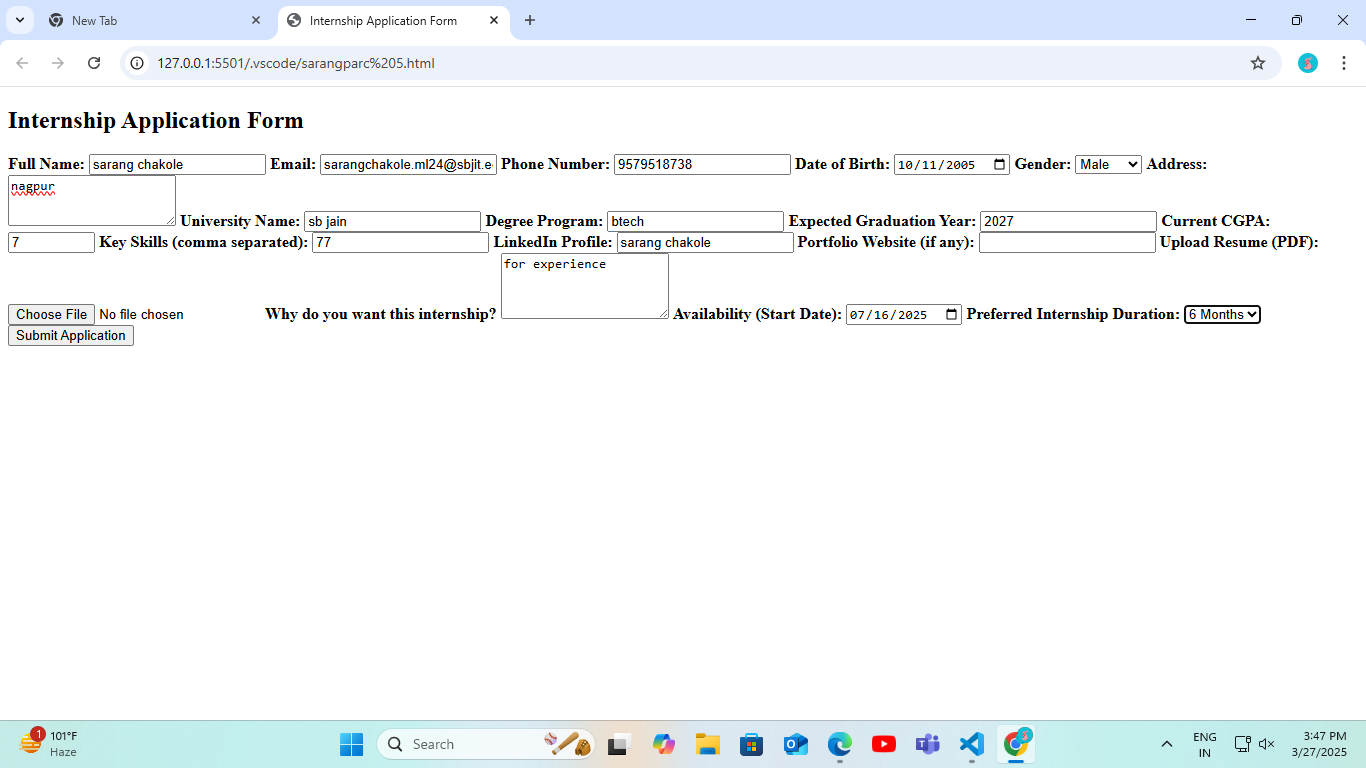 New Tab
Internship Application Form
127.0.0.1:5501/.vscode/sarangparc%205.html
Internship Application Form
Full Name: sarang chakole Email: sarangchakole.ml24@sbjit.e Phone Number: 9579518738 Date of Birth: 10/11/2005 Gender: Male Address:
nagpur University Name: sb jain Degree Program: btech Expected Graduation Year: 2027 Current CGPA:
7 Key Skills (comma separated): 77 LinkedIn Profile: sarang chakole Portfolio Website (if any): Upload Resume (PDF):
Choose File No file chosen Why do you want this internship? for experience Availability (Start Date): 07/16/2025 Preferred Internship Duration: 6 Months
Submit Application
1 101°F
Haze
Search
ENG
IN
3:47 PM
3/27/2025